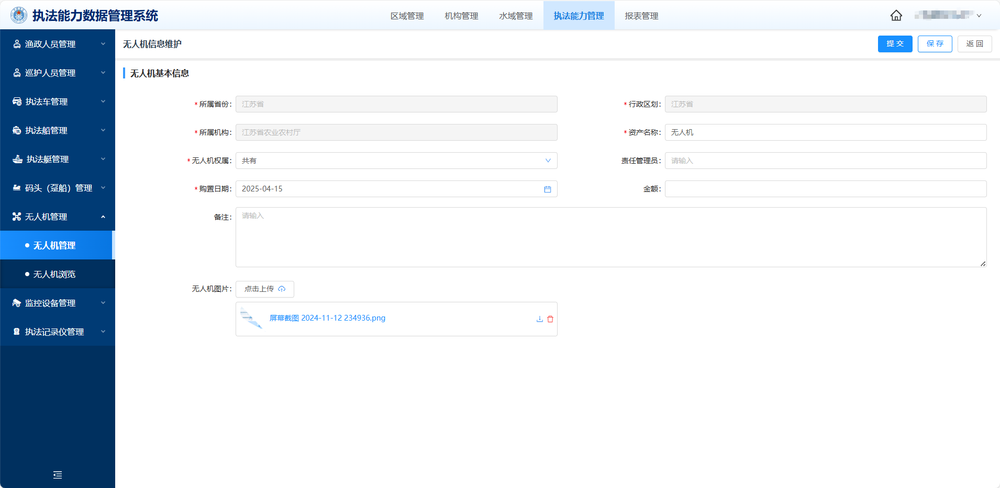 执法能力数据管理系统
区域管理 机构管理 水域管理 执法能力管理 报表管理
渔政人员管理
巡护人员管理
执法车管理
执法船管理
执法艇管理
码头（趸船）管理
无人机管理
无人机管理
无人机浏览
监控设备管理
执法记录仪管理
无人机信息维护
提交 保存 返回
无人机基本信息
*所属省份： 江苏省 *行政区划： 江苏省
*所属机构： 江苏省农业农村厅 *资产名称： 无人机
*无人机权属： 共有 责任管理员： 请输入
*购置日期： 2025-04-15 金额：
备注： 请输入
无人机图片： 点击上传
屏幕截图 2024-11-12 234936.png